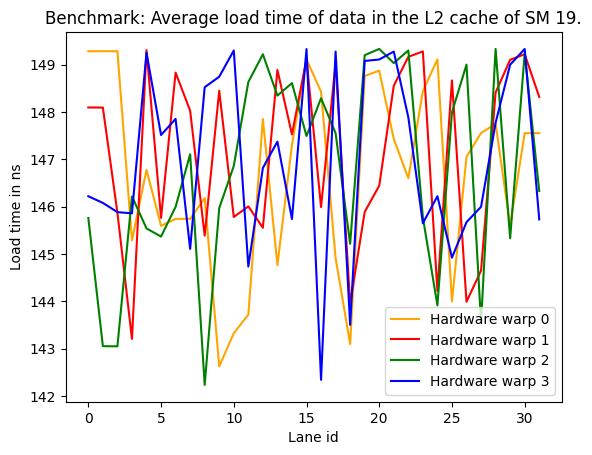 Benchmark: Average load time of data in the L2 cache of SM 19.
Load time in ns
149
148
147
146
145
144
143
142
0 5 10 15 20 25 30
Lane id
Hardware warp 0
Hardware warp 1
Hardware warp 2
Hardware warp 3